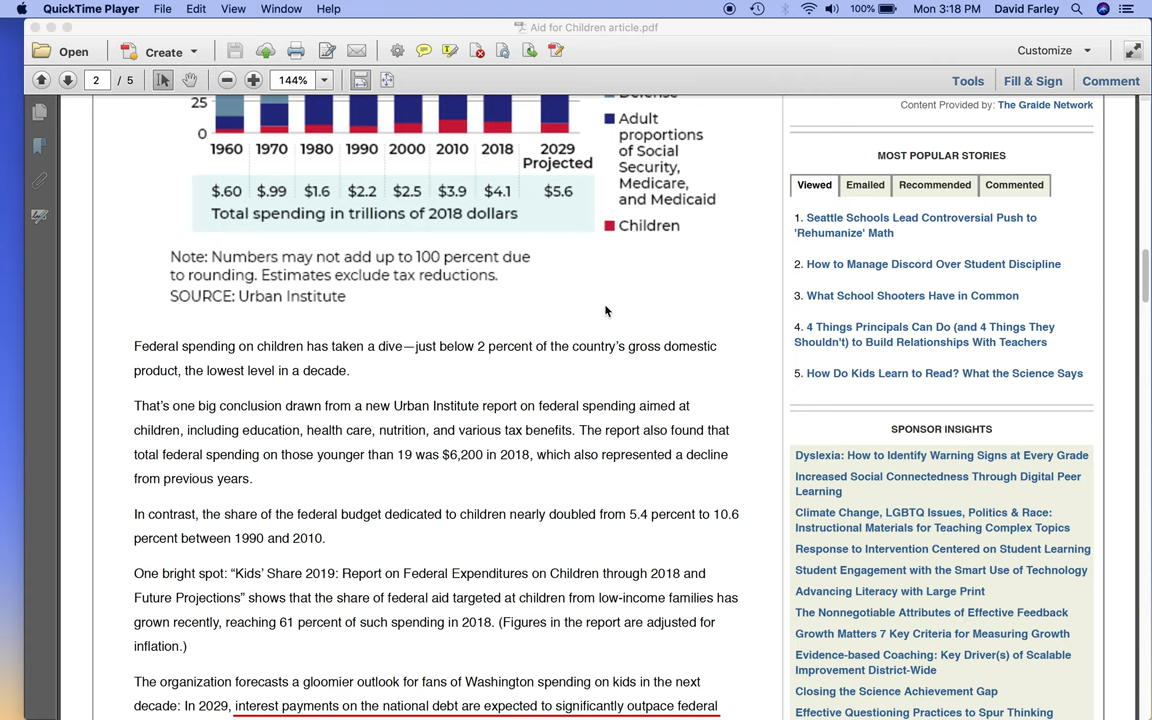 QuickTime Player File Edit View Window Help 100% Mon 3:18 PM David Farley
Aid for Children article.pdf
Open Create Customize
2 / 5 144% Tools Fill & Sign Comment
25
0
1960 1970 1980 1990 2000 2010 2018 2029 Projected
$.60 $.99 $1.6 $2.2 $2.5 $3.9 $4.1 $5.6
Total spending in trillions of 2018 dollars
Defense
Adult
proportions
of Social
Security,
Medicare,
and Medicaid
Children
Note: Numbers may not add up to 100 percent due
to rounding. Estimates exclude tax reductions.
SOURCE: Urban Institute
Federal spending on children has taken a dive—just below 2 percent of the country’s gross domestic
product, the lowest level in a decade.
That’s one big conclusion drawn from a new Urban Institute report on federal spending aimed at
children, including education, health care, nutrition, and various tax benefits. The report also found that
total federal spending on those younger than 19 was $6,200 in 2018, which also represented a decline
from previous years.
In contrast, the share of the federal budget dedicated to children nearly doubled from 5.4 percent to 10.6
percent between 1990 and 2010.
One bright spot: “Kids’ Share 2019: Report on Federal Expenditures on Children through 2018 and
Future Projections” shows that the share of federal aid targeted at children from low-income families has
grown recently, reaching 61 percent of such spending in 2018. (Figures in the report are adjusted for
inflation.)
The organization forecasts a gloomier outlook for fans of Washington spending on kids in the next
decade: In 2029, interest payments on the national debt are expected to significantly outpace federal
Content Provided by: The Graide Network
MOST POPULAR STORIES
Viewed Emailed Recommended Commented
1. Seattle Schools Lead Controversial Push to
'Rehumanize' Math
2. How to Manage Discord Over Student Discipline
3. What School Shooters Have in Common
4. 4 Things Principals Can Do (and 4 Things They
Shouldn't) to Build Relationships With Teachers
5. How Do Kids Learn to Read? What the Science Says
SPONSOR INSIGHTS
Dyslexia: How to Identify Warning Signs at Every Grade
Increased Social Connectedness Through Digital Peer
Learning
Climate Change, LGBTQ Issues, Politics & Race:
Instructional Materials for Teaching Complex Topics
Response to Intervention Centered on Student Learning
Student Engagement with the Smart Use of Technology
Advancing Literacy with Large Print
The Nonnegotiable Attributes of Effective Feedback
Growth Matters 7 Key Criteria for Measuring Growth
Evidence-based Coaching: Key Driver(s) of Scalable
Improvement District-Wide
Closing the Science Achievement Gap
Effective Questioning Practices to Spur Thinking